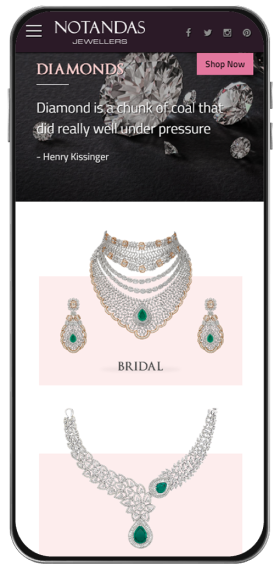 NOTANDAS
JEWELLERS
DIAMONDS
Shop Now
Diamond is a chunk of coal that
did really well under pressure
- Henry Kissinger
BRIDAL